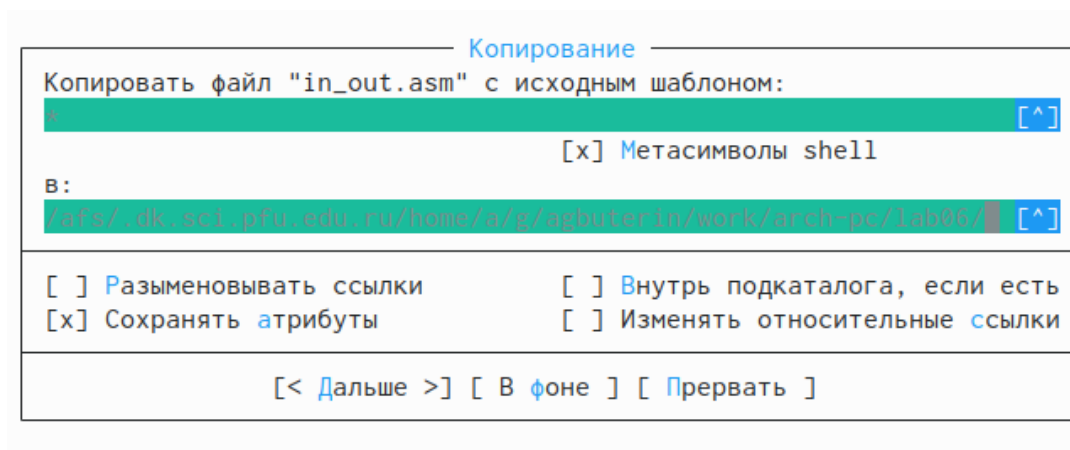 Копирование
Копировать файл "in_out.asm" с исходным шаблоном:
* [^]
[x] Метасимволы shell
в:
/afs/.dk.sci.pfu.edu.ru/home/a/g/agbuterin/work/arch-pc/lab06/ [^]
[ ] Разыменовывать ссылки [ ] Внутрь подкаталога, если есть
[x] Сохранять атрибуты [ ] Изменять относительные ссылки
[< Дальше >] [ В фоне ] [ Прервать ]